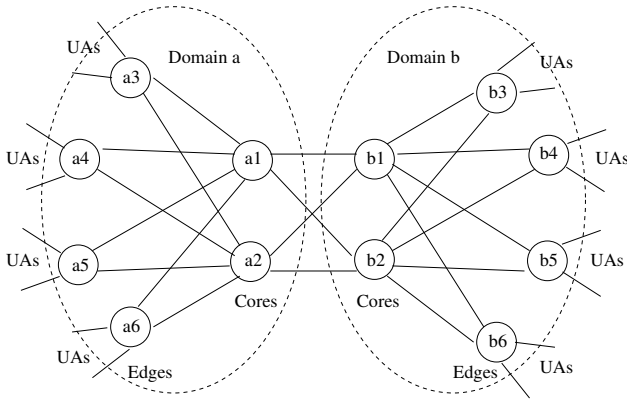 UAs
Domain a
Domain b
UAs
a3
b3
UAs
a4
a1
b1
b4
UAs
UAs
a5
a2
b2
b5
UAs
Cores
Cores
a6
b6
UAs
Edges
Edges
UAs